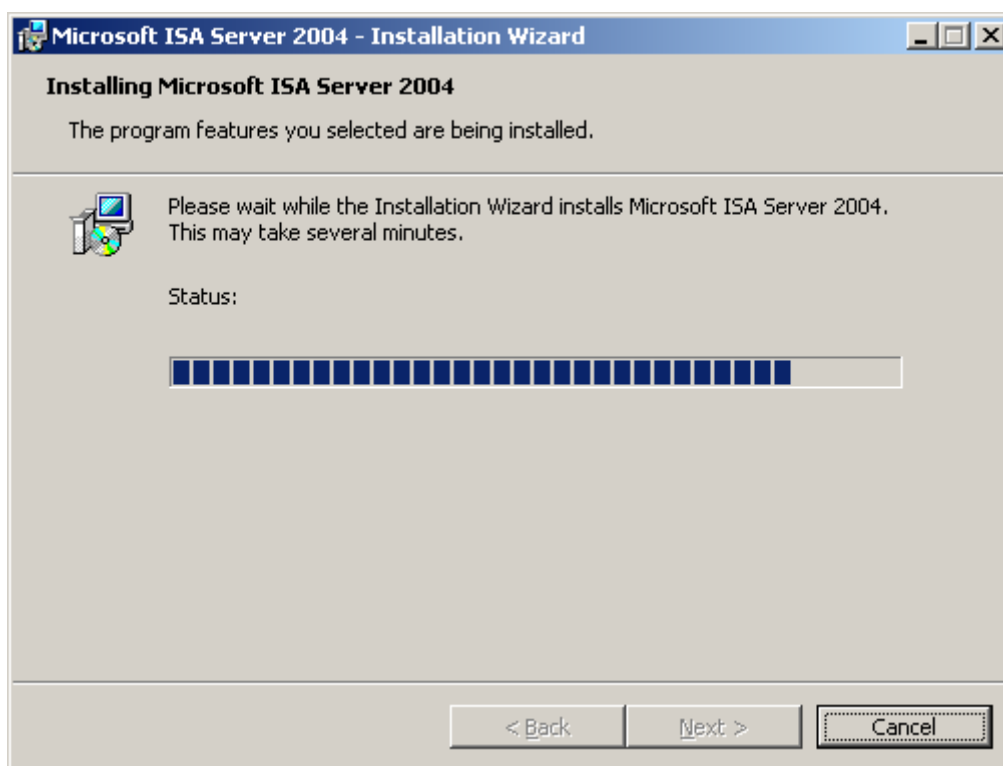 Microsoft ISA Server 2004 - Installation Wizard
Installing Microsoft ISA Server 2004
The program features you selected are being installed.
Please wait while the Installation Wizard installs Microsoft ISA Server 2004.
This may take several minutes.
Status:
< Back Next > Cancel